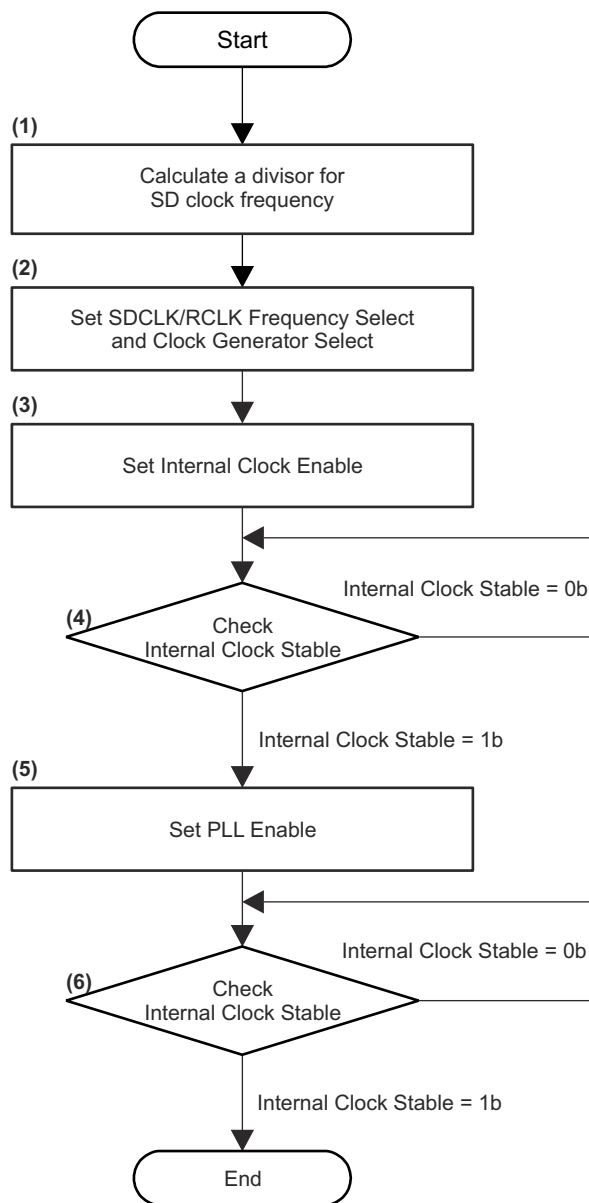 Start
(1)
Calculate a divisor for
SD clock frequency
(2)
Set SDCLK/RCLK Frequency Select
and Clock Generator Select
(3)
Set Internal Clock Enable
Internal Clock Stable = 0b
(4)
Check
Internal Clock Stable
Internal Clock Stable = 1b
(5)
Set PLL Enable
Internal Clock Stable = 0b
(6)
Check
Internal Clock Stable
Internal Clock Stable = 1b
End